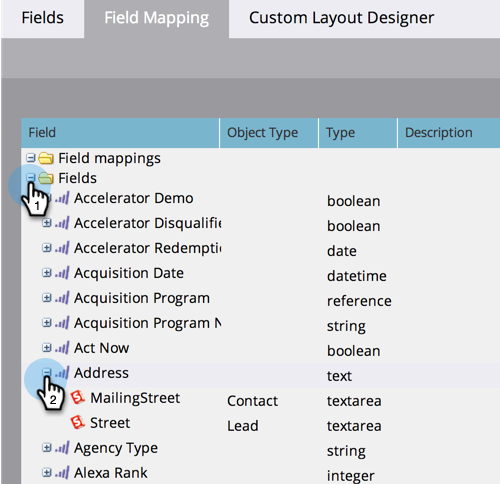 Fields Field Mapping Custom Layout Designer
Field Object Type Type Description
Field mappings
Fields
1
Accelerator Demo boolean
Accelerator Disqualifie boolean
Accelerator Redemptic date
Acquisition Date datetime
Acquisition Program reference
Acquisition Program N string
Act Now boolean
Address text
2
MailingStreet Contact textarea
Street Lead textarea
Agency Type string
Alexa Rank integer